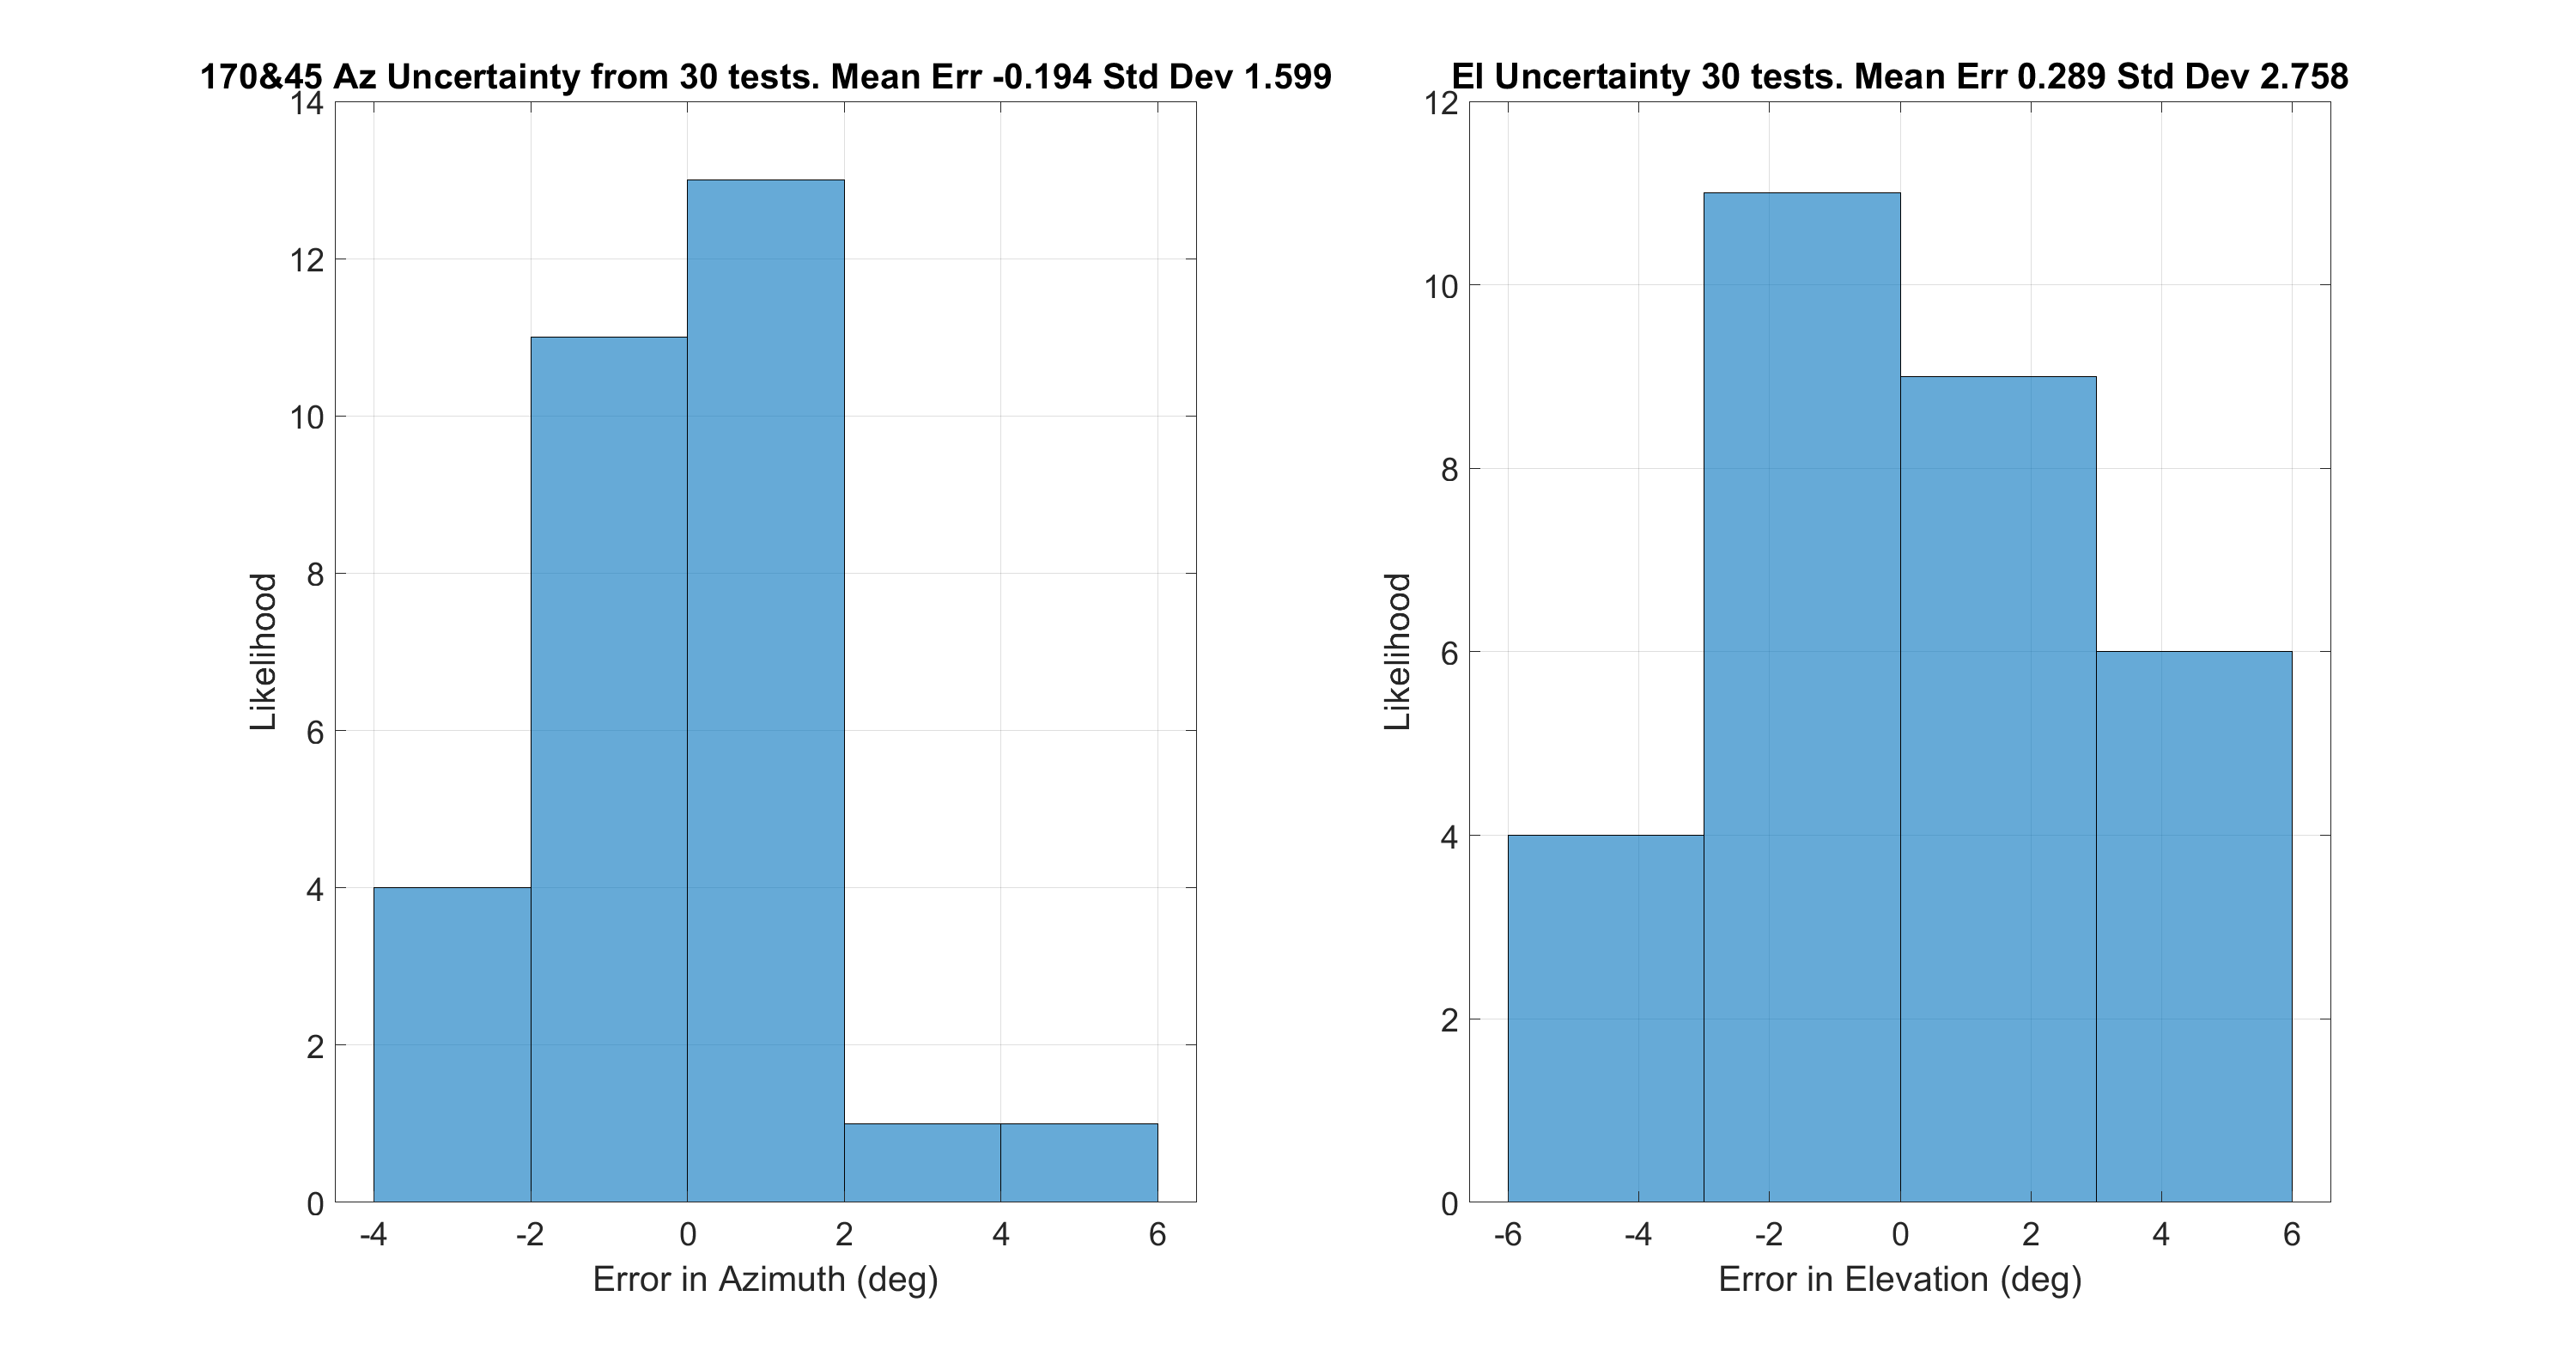 170&45 Az Uncertainty from 30 tests. Mean Err -0.194 Std Dev 1.599
14
12
10
8
6
4
2
0
Likelihood
-4 -2 0 2 4 6
Error in Azimuth (deg)
El Uncertainty 30 tests. Mean Err 0.289 Std Dev 2.758
12
10
8
6
4
2
0
Likelihood
-6 -4 -2 0 2 4 6
Error in Elevation (deg)